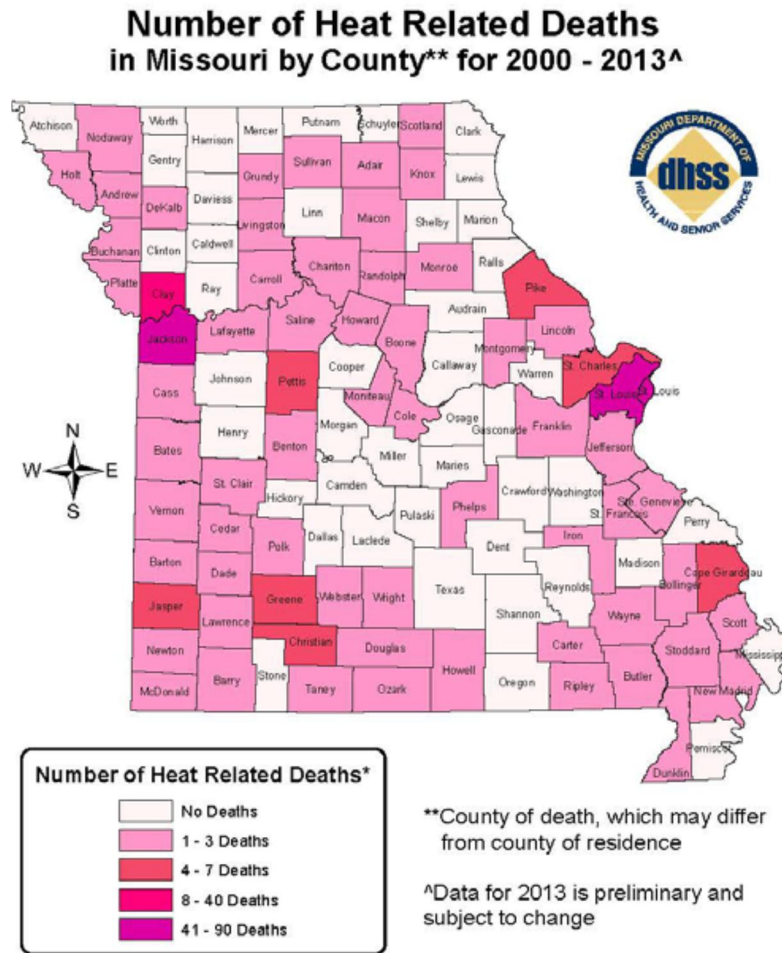 Number of Heat Related Deaths
in Missouri by County** for 2000 - 2013^
MISSOURI DEPARTMENT OF
dhss
HEALTH AND SENIOR SERVICES
Atchison
Nodaway
Worth
Harrison
Mercer
Putnam
Schuyler
Scotland
Clark
Holt
Gentry
Sullivan
Adair
Knox
Lewis
Andrew
DeKalb
Daviess
Grundy
Linn
Macon
Shelby
Marion
Livingston
Buchanan
Clinton
Caldwell
Chariton
Randolph
Monroe
Ralls
Platte
Clay
Ray
Carroll
Pike
Audrain
Jackson
Lafayette
Saline
Howard
Boone
Callaway
Montgomery
Lincoln
Warren
St. Charles
Cass
Johnson
Pettis
Cooper
Moniteau
Cole
Osage
Gasconade
Franklin
St. Louis
St. Louis
Jefferson
Bates
Henry
Benton
Morgan
Miller
Maries
St. Clair
Hickory
Camden
Pulaski
Phelps
Crawford
Washington
St. Francois
Ste. Genevieve
Perry
Vernon
Cedar
Polk
Dallas
Laclede
Dent
Iron
Madison
Bollinger
Cape Girardeau
Barton
Dade
Greene
Webster
Wright
Texas
Reynolds
Shannon
Wayne
Scott
Jasper
Lawrence
Christian
Douglas
Howell
Carter
Stoddard
Mississippi
Newton
Barry
Stone
Taney
Ozark
Oregon
Ripley
Butler
New Madrid
McDonald
Dunklin
Pemiscot
N
W
E
S
Number of Heat Related Deaths*
No Deaths
1 - 3 Deaths
4 - 7 Deaths
8 - 40 Deaths
41 - 90 Deaths
**County of death, which may differ
from county of residence
^Data for 2013 is preliminary and
subject to change